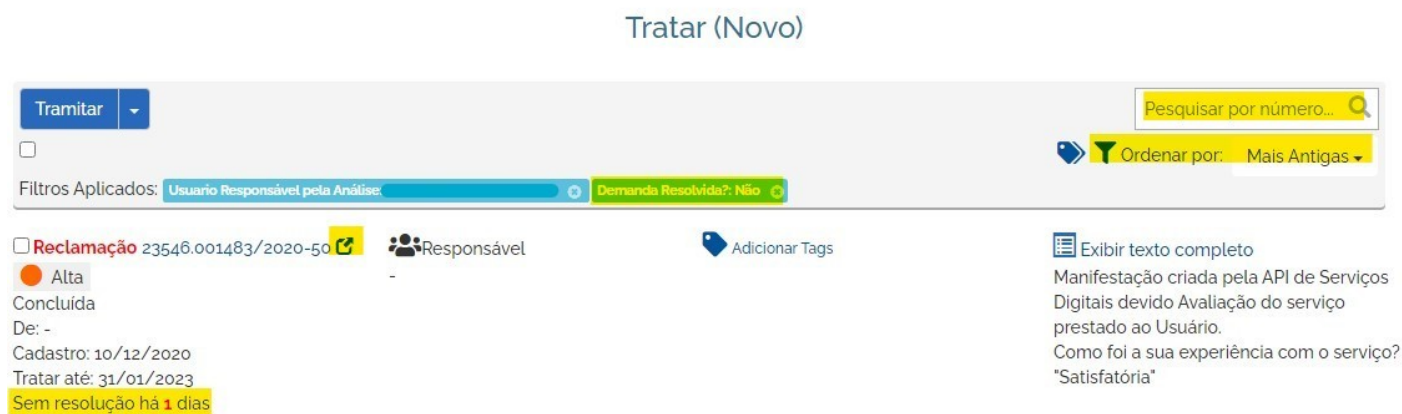 Tratar (Novo)
Tramitar
Pesquisar por número...
Ordenar por: Mais Antigas
Filtros Aplicados: Usuario Responsável pela Análise: Demanda Resolvida?: Não
Reclamação 23546.001483/2020-50 Responsável Adicionar Tags Exibir texto completo
Alta - Manifestação criada pela API de Serviços
Concluída Digitais devido Avaliação do serviço
De: - prestado ao Usuário.
Cadastro: 10/12/2020 Como foi a sua experiência com o serviço?
Tratar até: 31/01/2023 "Satisfatória"
Sem resolução há 1 dias